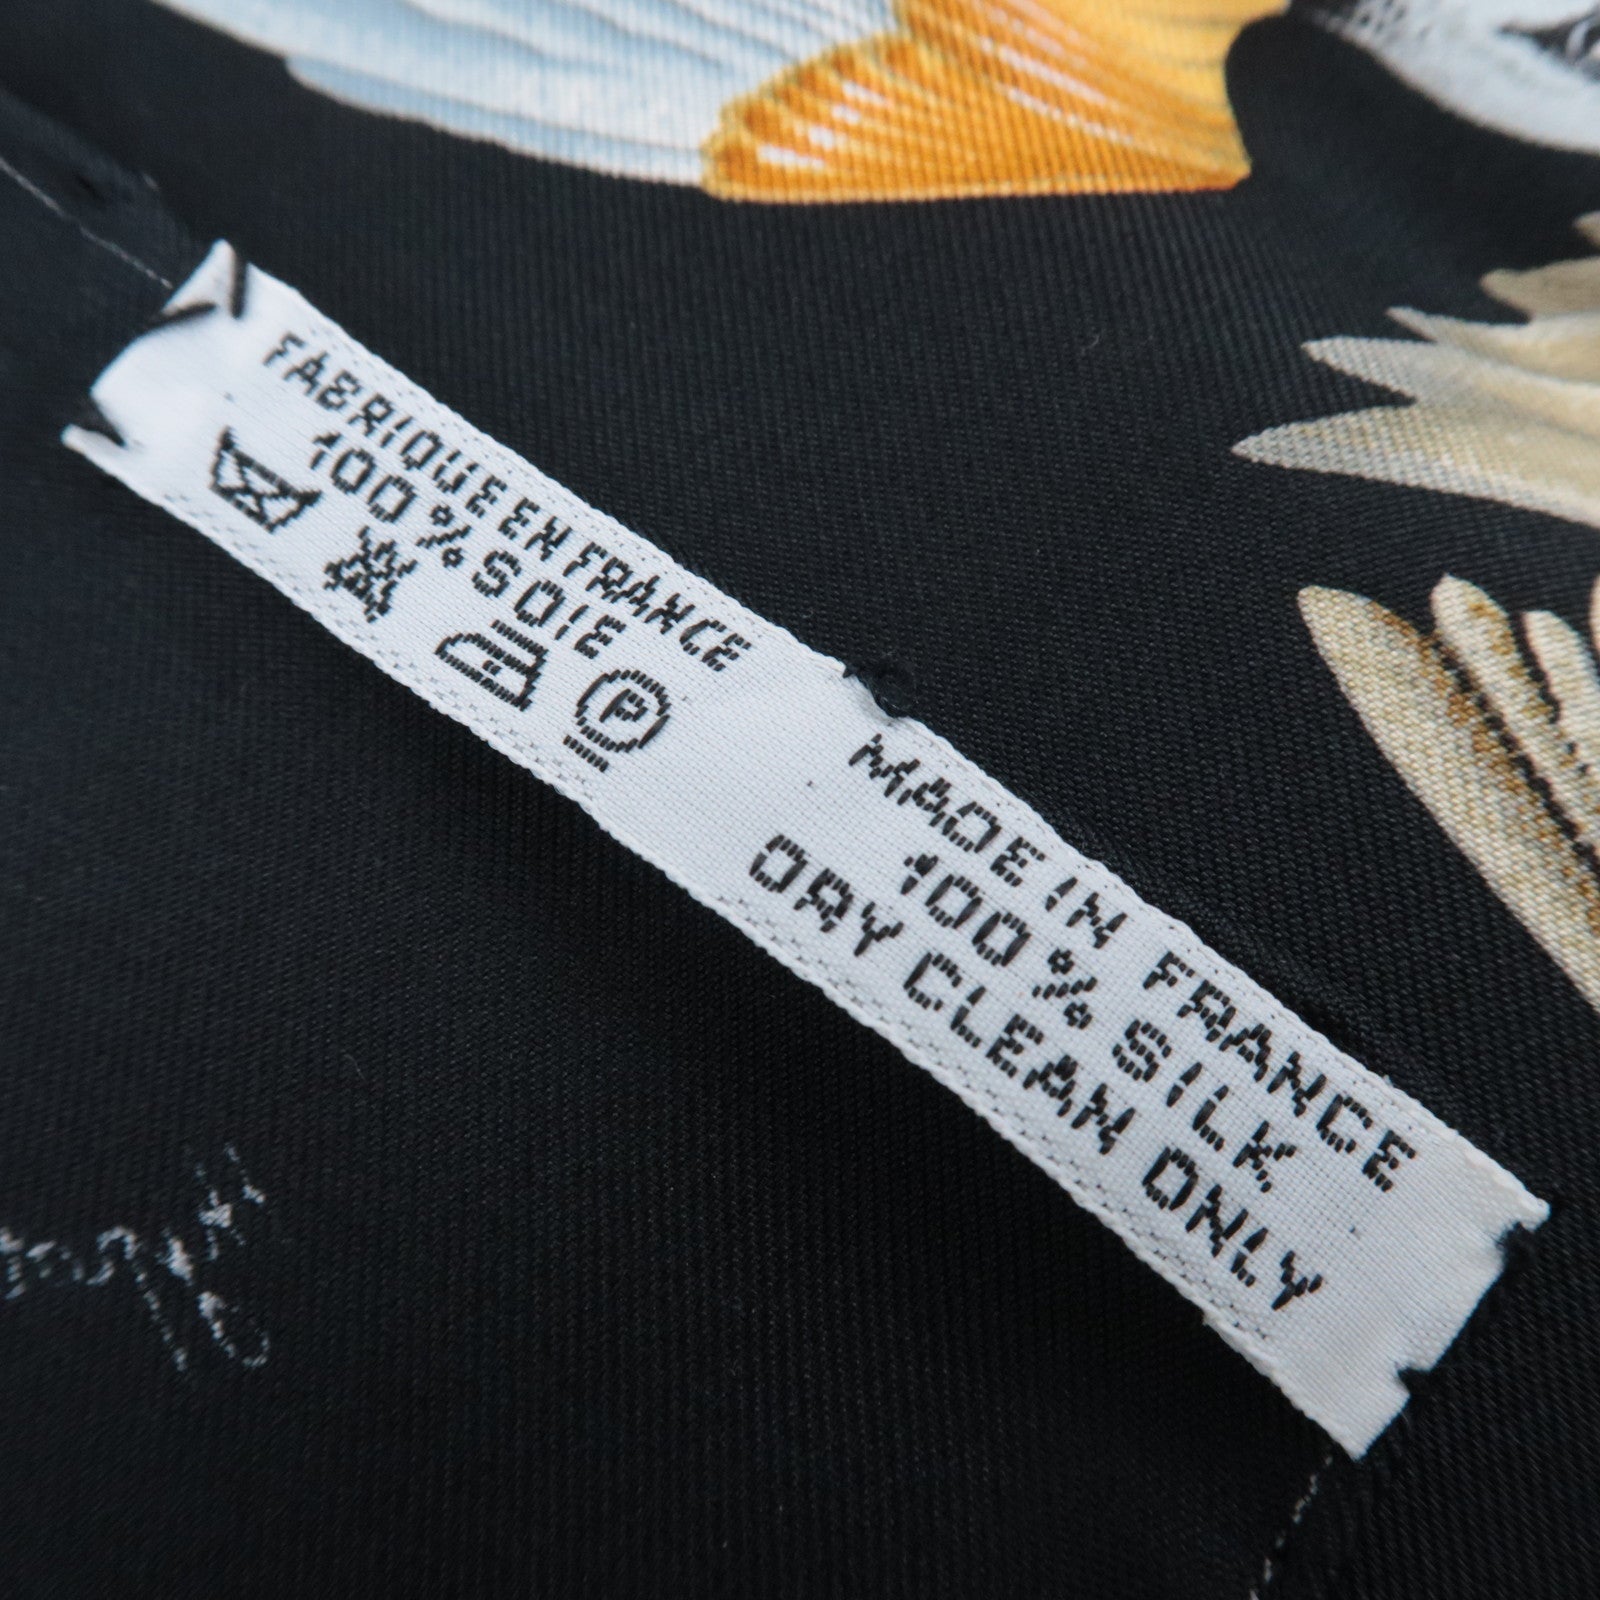 FABRIQUE EN FRANCE
100% SOIE
P
MADE IN FRANCE
100% SILK
DRY CLEAN ONLY